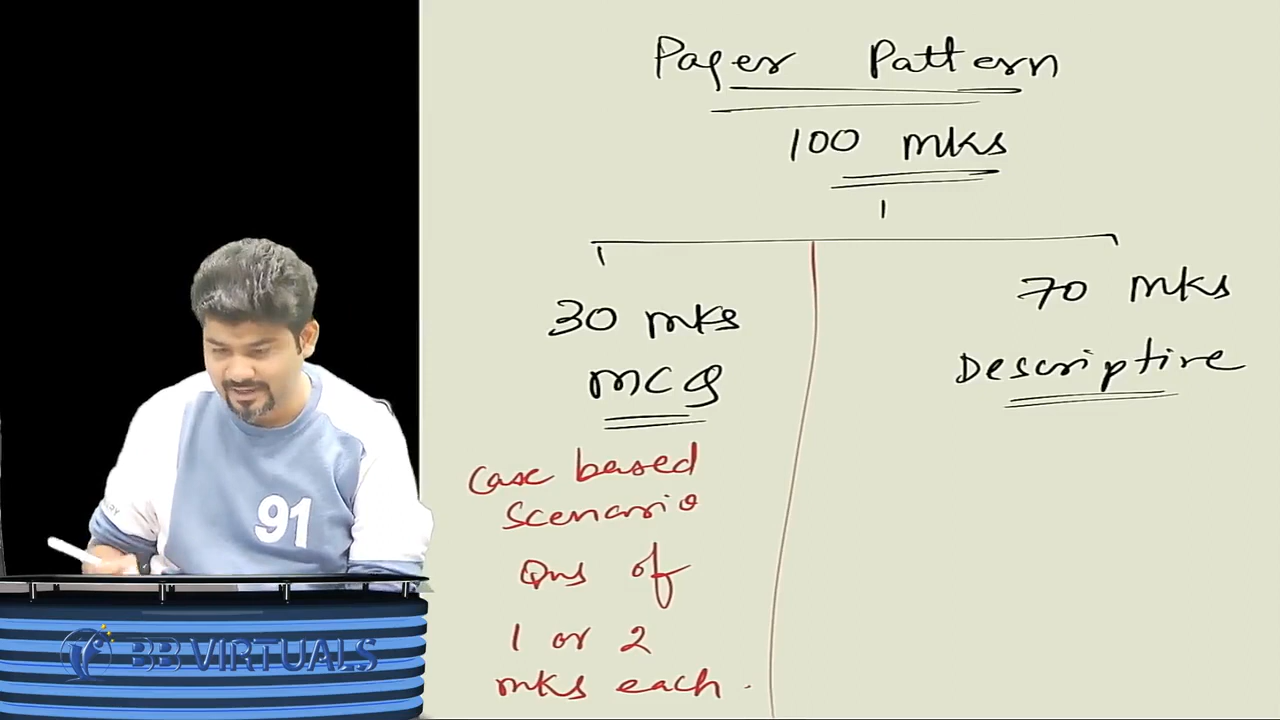 Paper Pattern
100 mks
30 mks
MCQ
Case based
Scenario
Qns of
1 or 2
mks each.
70 mks
Descriptive
91
BB VIRTUALS